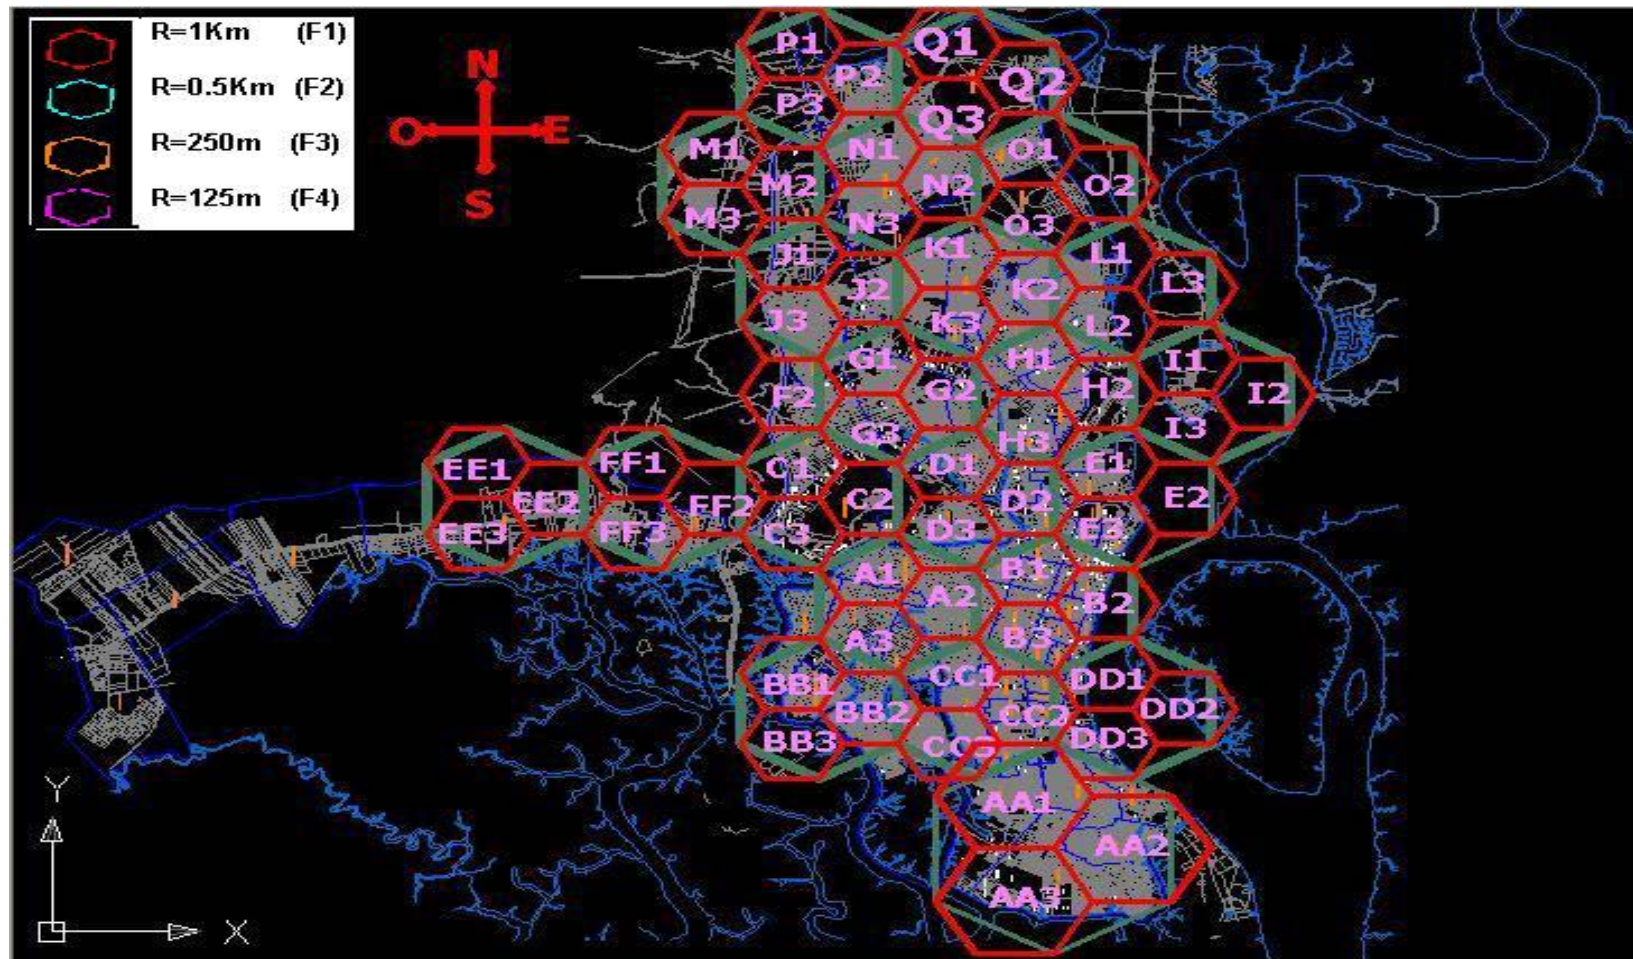 R=1Km (F1)
R=0.5Km (F2)
R=250m (F3)
R=125m (F4)
N
O E
S
P1 Q1
P2 Q2
P3 Q3
M1 N1 O1
M2 N2 O2
M3 N3 O3
J1 K1 L1
J2 K2 L3
J3 K3 L2
G1 H1 I1
F2 G2 H2 I2
G3 H3 I3
EE1 FF1 C1 D1 E1
EE2 FF2 C2 D2 E2
EE3 FF3 C3 D3 E3
A1 B1
A2 B2
A3 B3
BB1 CC1 DD1
BB2 CC2 DD2
BB3 CC3 DD3
AA1
AA2
AA3
Y
X